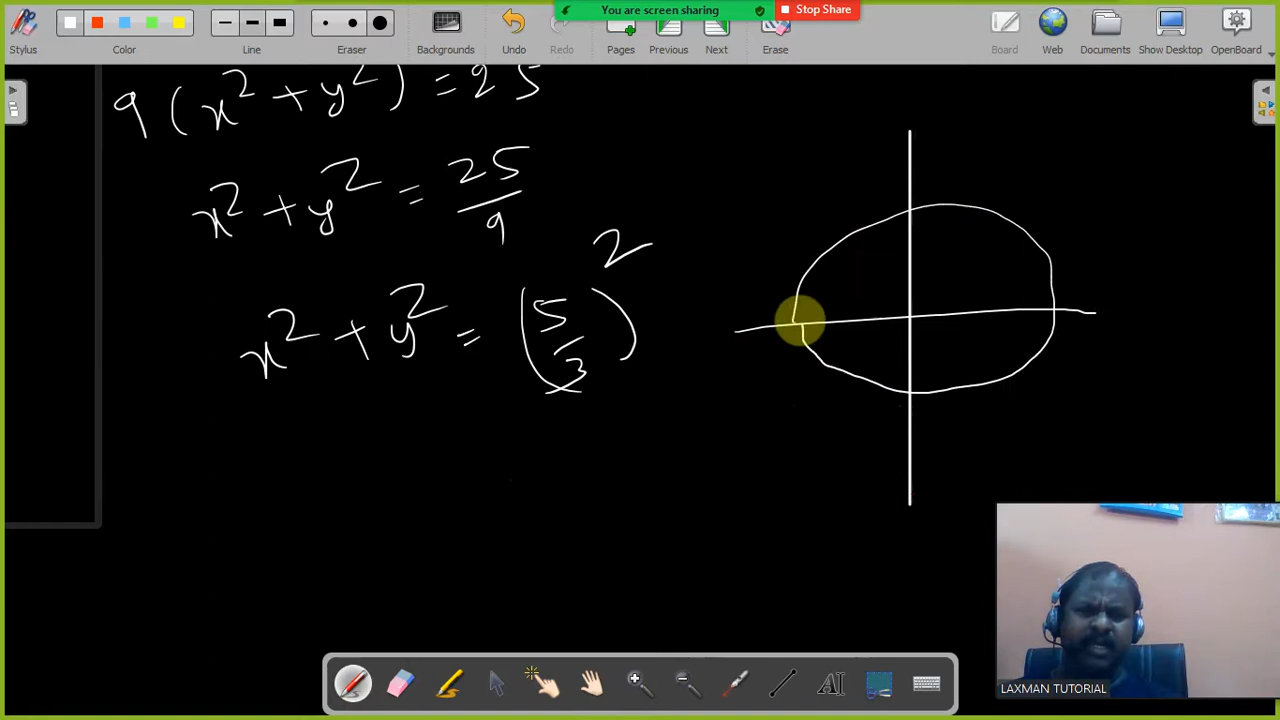 You are screen sharing Stop Share
Stylus Color Line Eraser Backgrounds Undo Redo Pages Previous Next Erase Board Web Documents Show Desktop OpenBoard
9(x²+y²) = 25
x²+y² = 25/9
x²+y² = (5/3)²
LAXMAN TUTORIAL